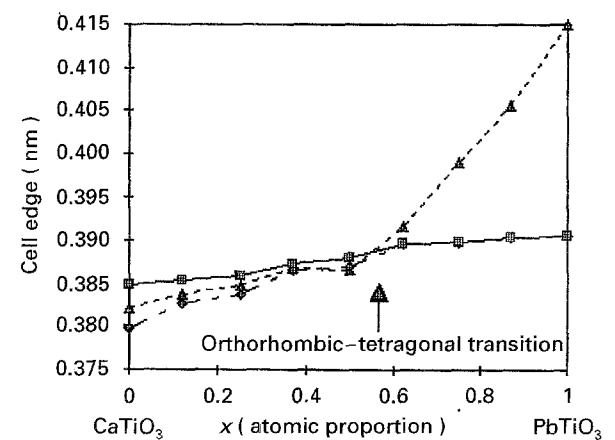 0.415
0.410
0.405
0.400
0.395
0.390
0.385
0.380
0.375
Cell edge ( nm )
Orthorhombic–tetragonal transition
0 0.2 0.4 0.6 0.8 1
CaTiO₃ x ( atomic proportion ) PbTiO₃